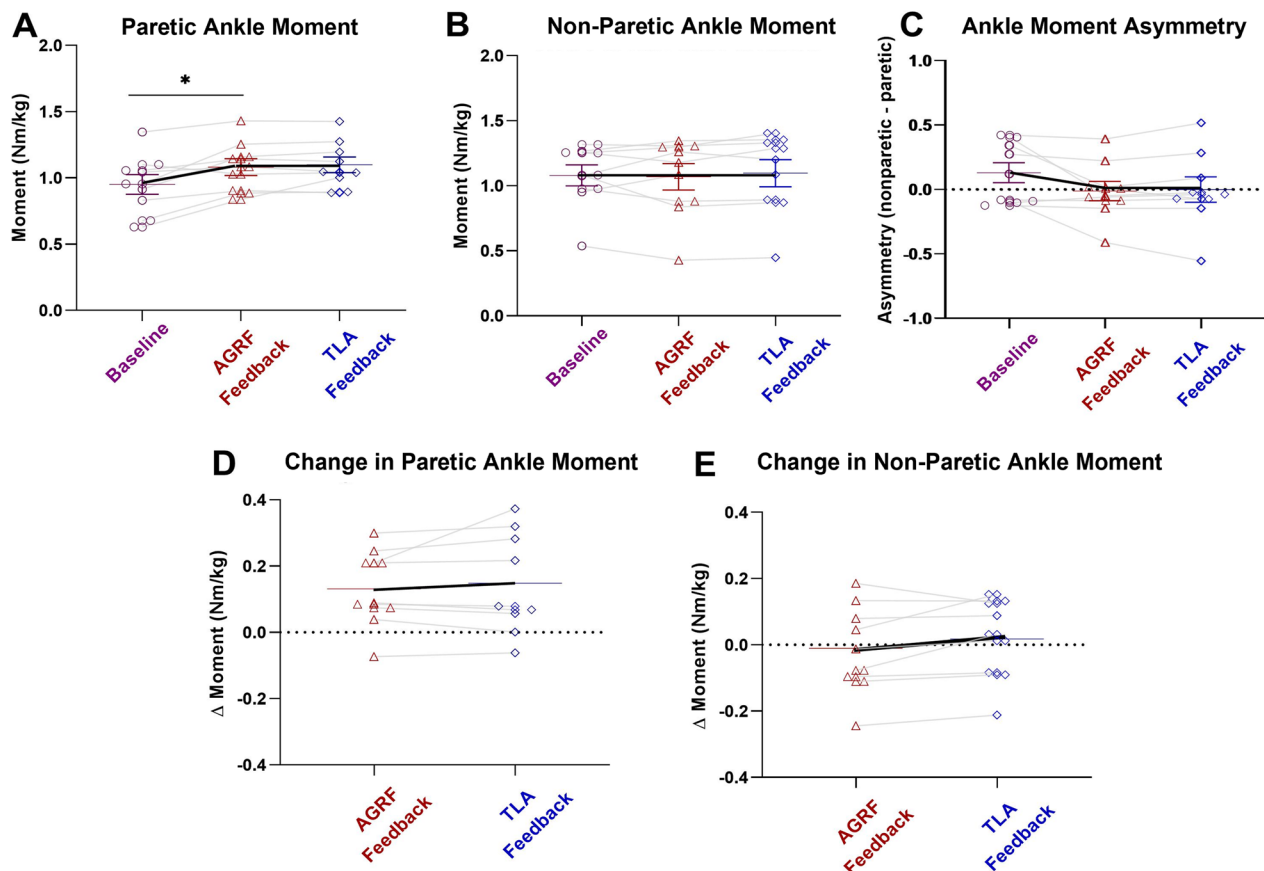 A Paretic Ankle Moment
Moment (Nm/kg)
2.0
1.5
1.0
0.5
0.0
*
Baseline
AGRF
Feedback
TLA
Feedback
B Non-Paretic Ankle Moment
Moment (Nm/kg)
2.0
1.5
1.0
0.5
0.0
Baseline
AGRF
Feedback
TLA
Feedback
C Ankle Moment Asymmetry
Asymmetry (nonparetic - paretic)
1.0
0.5
0.0
-0.5
-1.0
Baseline
AGRF
Feedback
TLA
Feedback
D Change in Paretic Ankle Moment
Δ Moment (Nm/kg)
0.4
0.2
0.0
-0.2
-0.4
AGRF
Feedback
TLA
Feedback
E Change in Non-Paretic Ankle Moment
Δ Moment (Nm/kg)
0.4
0.2
0.0
-0.2
-0.4
AGRF
Feedback
TLA
Feedback